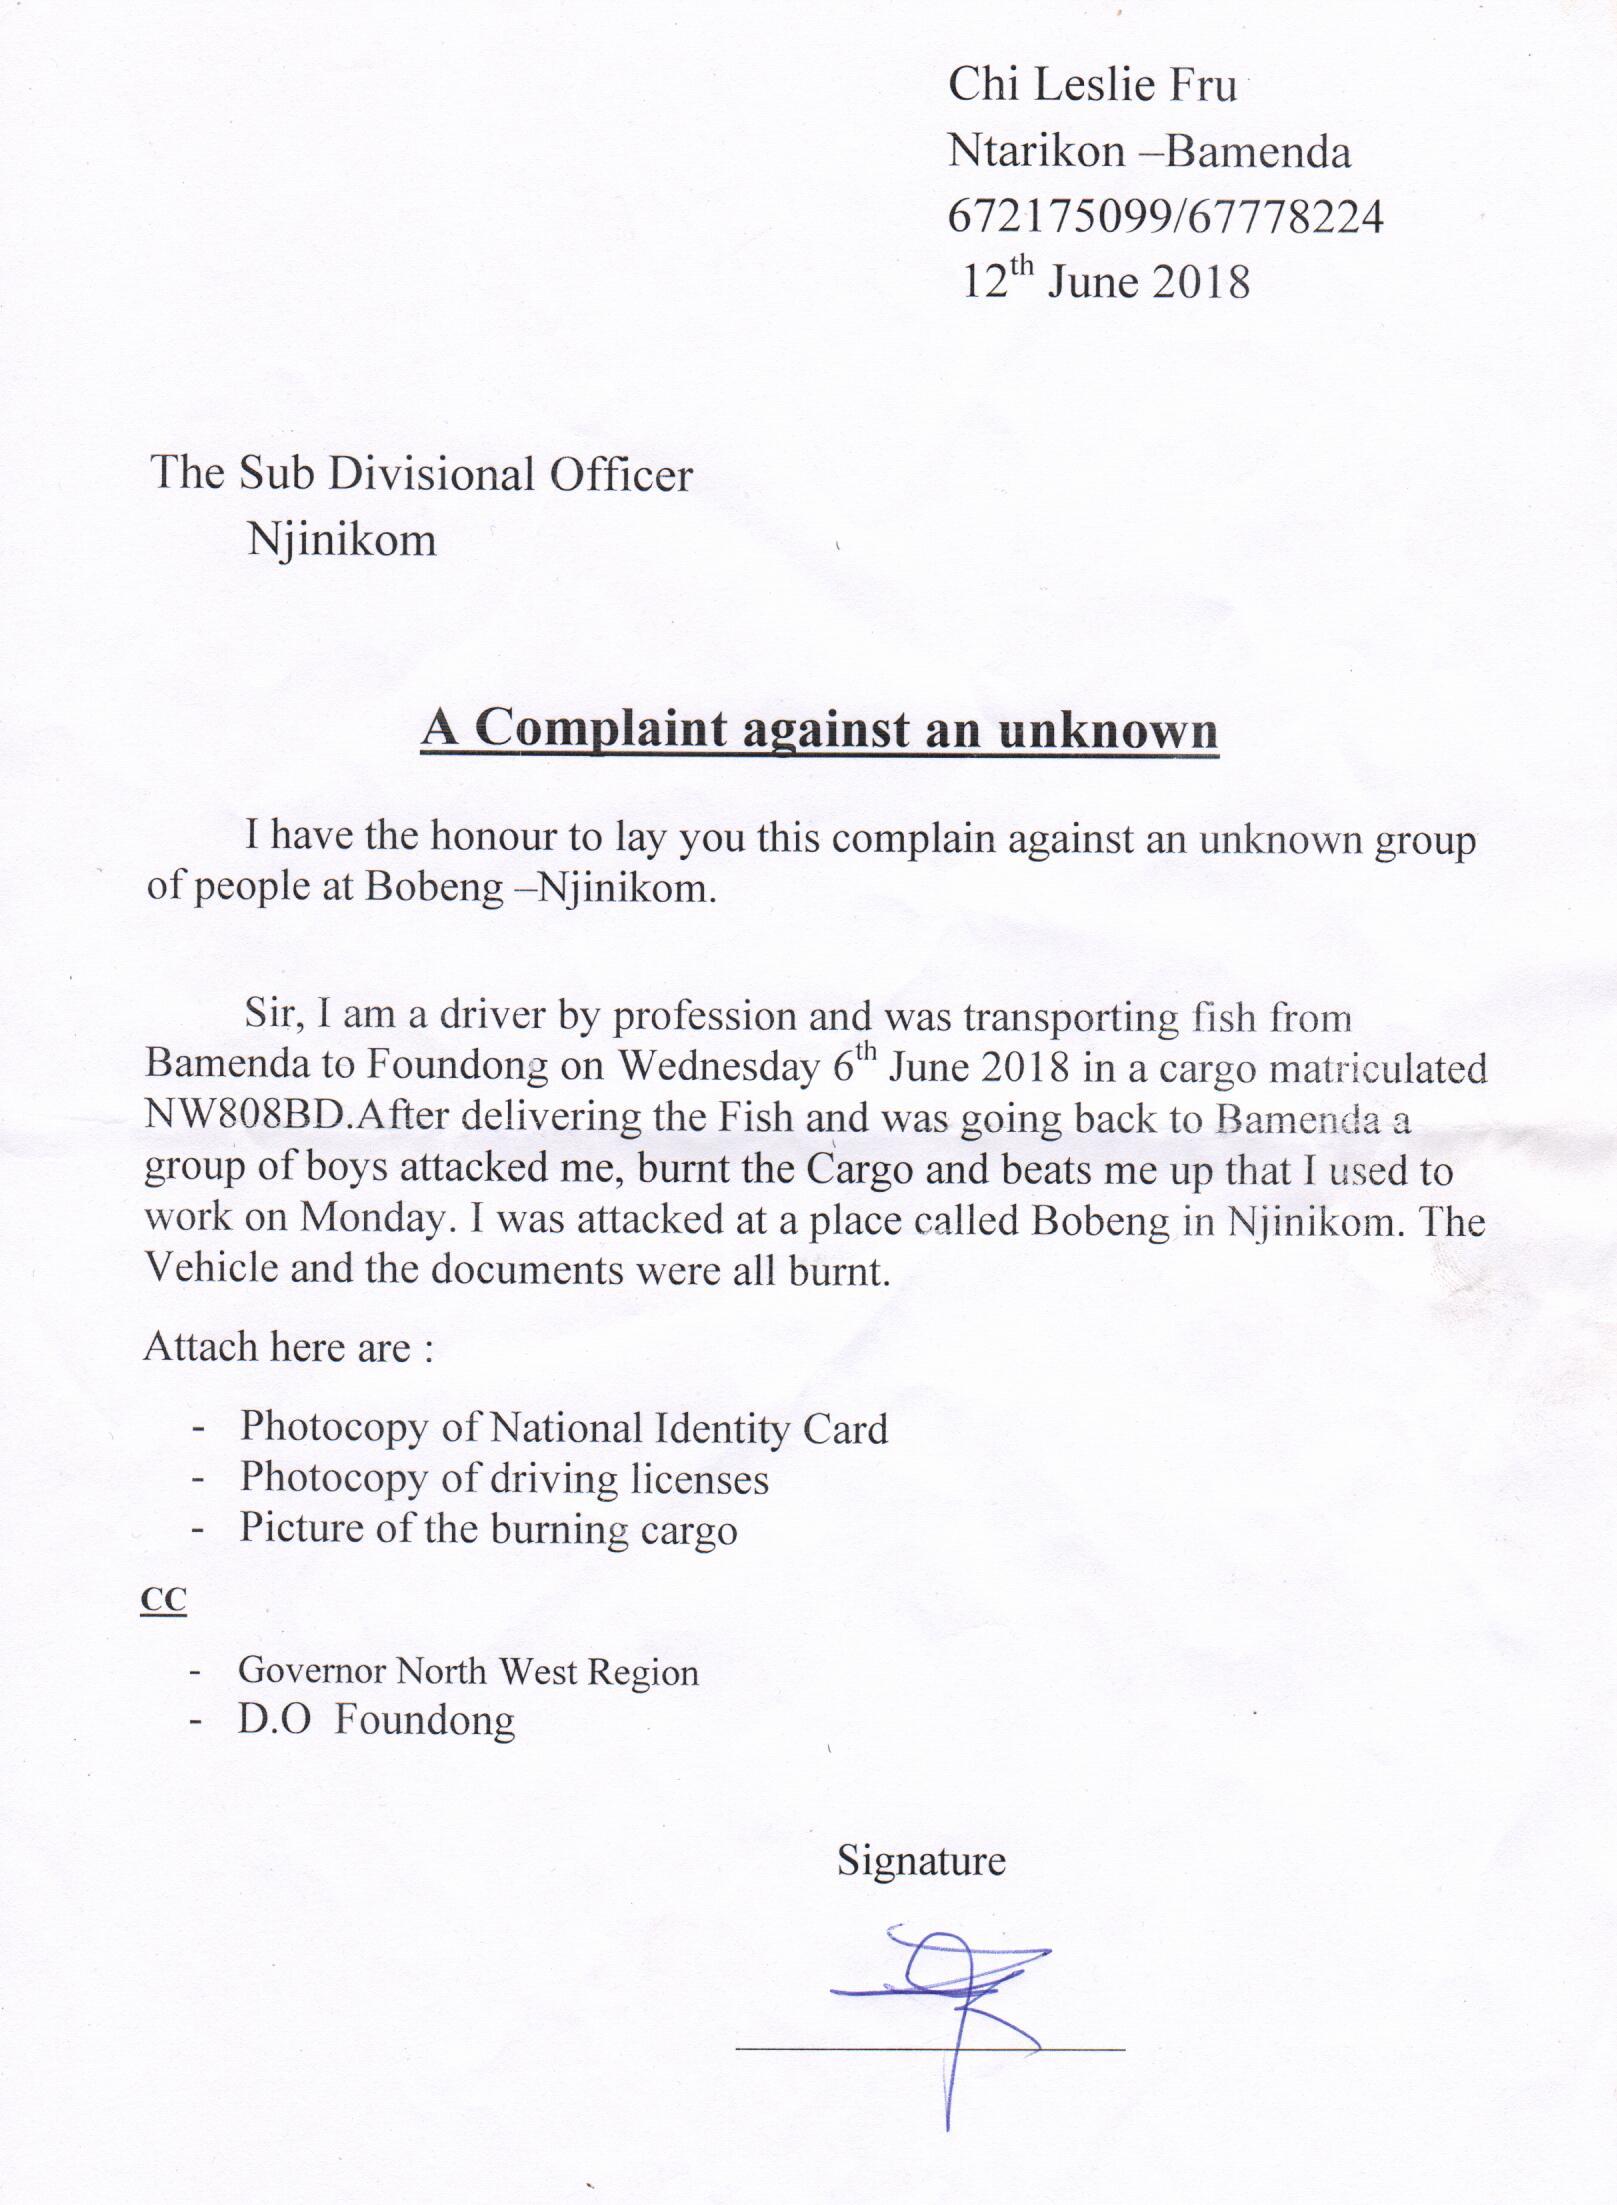 Chi Leslie Fru
Ntarikon –Bamenda
672175099/67778224
12th June 2018
The Sub Divisional Officer
Njinikom
A Complaint against an unknown
I have the honour to lay you this complain against an unknown group
of people at Bobeng –Njinikom.
Sir, I am a driver by profession and was transporting fish from
Bamenda to Foundong on Wednesday 6th June 2018 in a cargo matriculated
NW808BD.After delivering the Fish and was going back to Bamenda a
group of boys attacked me, burnt the Cargo and beats me up that I used to
work on Monday. I was attacked at a place called Bobeng in Njinikom. The
Vehicle and the documents were all burnt.
Attach here are :
- Photocopy of National Identity Card
- Photocopy of driving licenses
- Picture of the burning cargo
CC
- Governor North West Region
- D.O Foundong
Signature